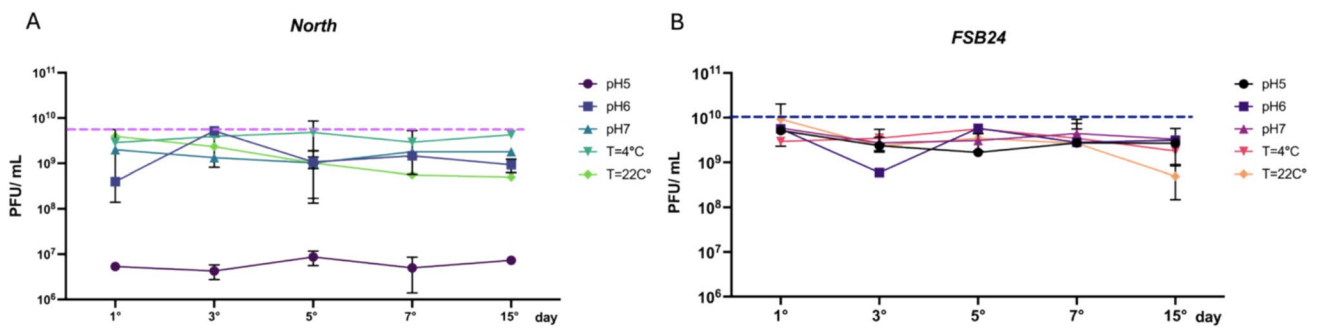 A
North
PFU/ mL
10¹¹
10¹⁰
10⁹
10⁸
10⁷
10⁶
1° 3° 5° 7° 15° day
pH5
pH6
pH7
T=4°C
T=22C°
B
FSB24
PFU/ mL
10¹¹
10¹⁰
10⁹
10⁸
10⁷
10⁶
1° 3° 5° 7° 15° day
pH5
pH6
pH7
T=4°C
T=22C°